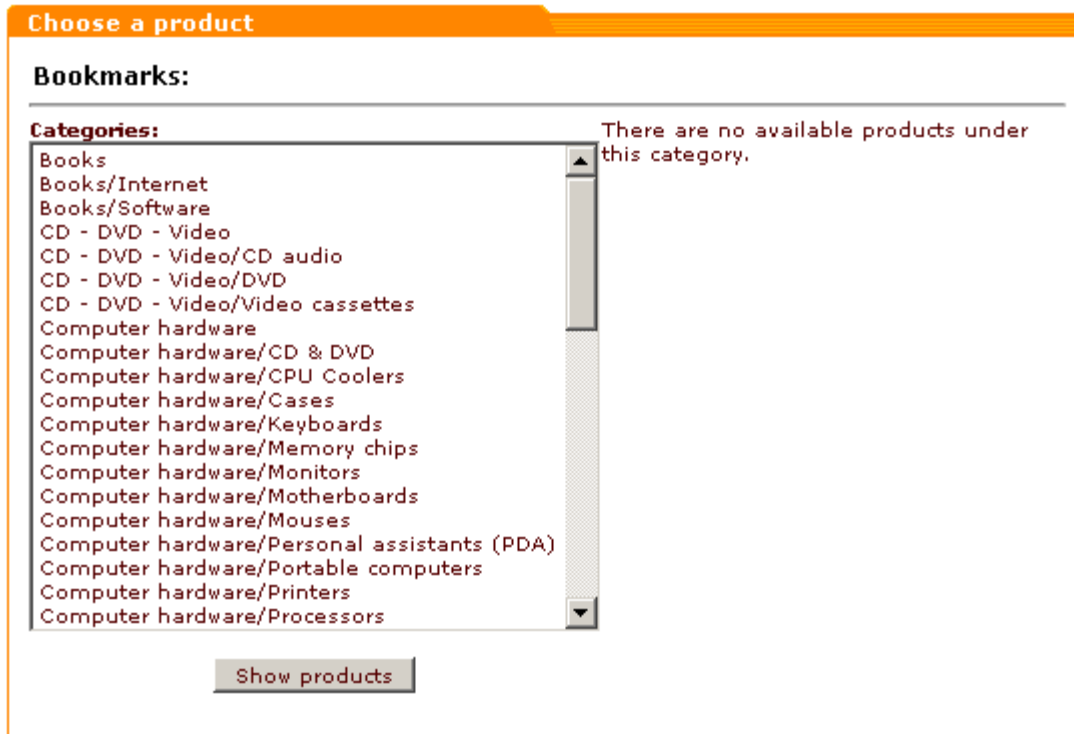 Choose a product
Bookmarks:
Categories:
Books
Books/Internet
Books/Software
CD - DVD - Video
CD - DVD - Video/CD audio
CD - DVD - Video/DVD
CD - DVD - Video/Video cassettes
Computer hardware
Computer hardware/CD & DVD
Computer hardware/CPU Coolers
Computer hardware/Cases
Computer hardware/Keyboards
Computer hardware/Memory chips
Computer hardware/Monitors
Computer hardware/Motherboards
Computer hardware/Mouses
Computer hardware/Personal assistants (PDA)
Computer hardware/Portable computers
Computer hardware/Printers
Computer hardware/Processors
There are no available products under
this category.
Show products